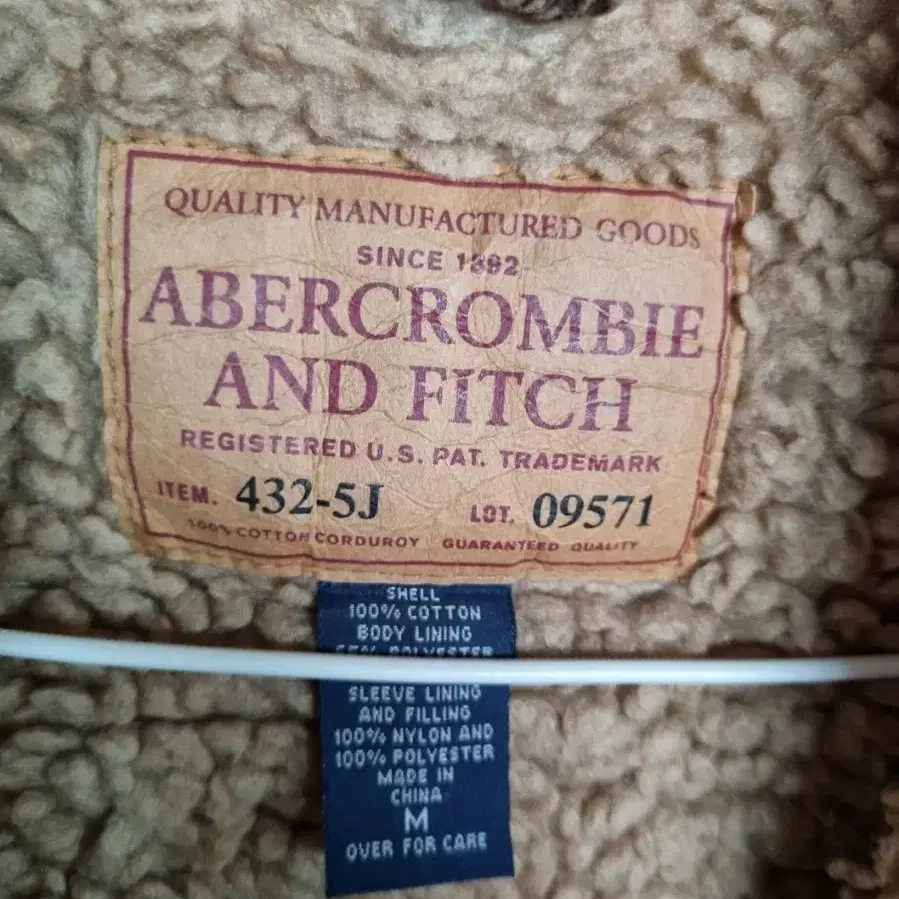 QUALITY MANUFACTURED GOODS
SINCE 1892
ABERCROMBIE
AND FITCH
REGISTERED U.S. PAT. TRADEMARK
ITEM. 432-5J LOT. 09571
100% COTTON CORDUROY GUARANTEED QUALITY
SHELL
100% COTTON
BODY LINING
65% POLYESTER
SLEEVE LINING
AND FILLING
100% NYLON AND
100% POLYESTER
MADE IN
CHINA
M
OVER FOR CARE